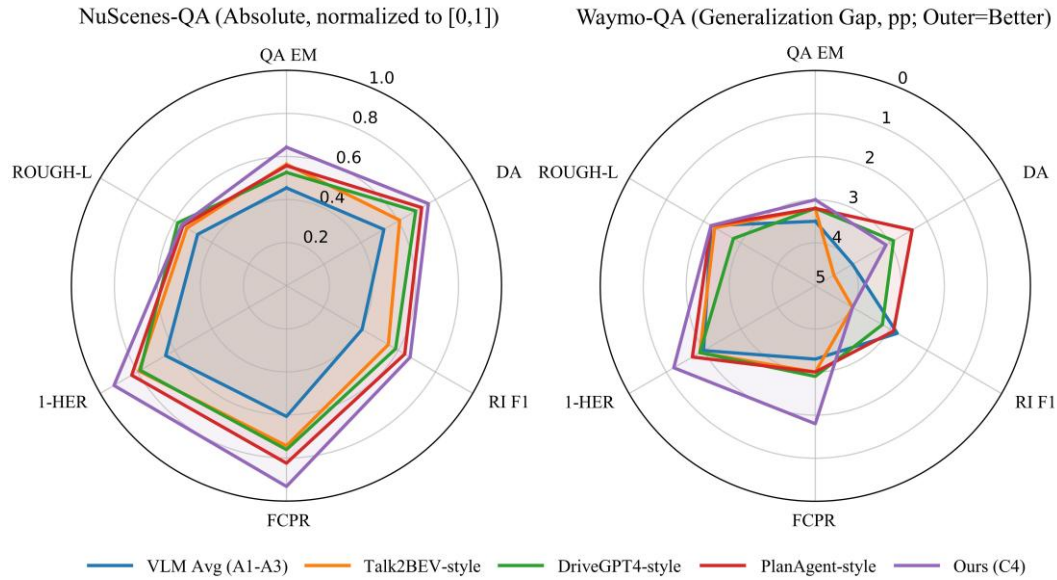 NuScenes-QA (Absolute, normalized to [0,1])
Waymo-QA (Generalization Gap, pp; Outer=Better)
QA EM
1.0
0.8
0.6
0.4
0.2
ROUGH-L
DA
1-HER
RI F1
FCPR
QA EM
0
1
2
3
4
5
ROUGH-L
DA
1-HER
RI F1
FCPR
VLM Avg (A1-A3) Talk2BEV-style DriveGPT4-style PlanAgent-style Ours (C4)